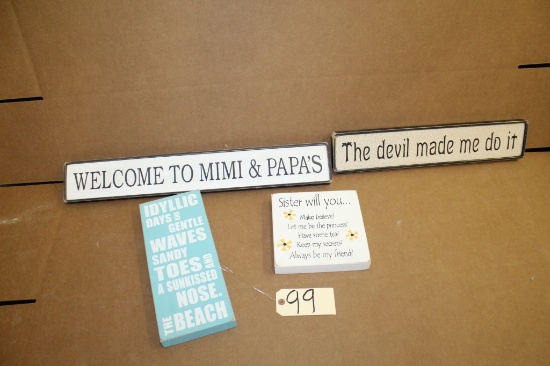 WELCOME TO MIMI & PAPA'S
The devil made me do it
IDYLLIC
DAYS &
GENTLE
WAVES
SANDY
TOES
A SUNKISSED AND
NOSE.
THE BEACH
Sister will you...
Make believe?
Let me be the princess?
Have some tea?
Keep my secrets?
Always be my friend?
99